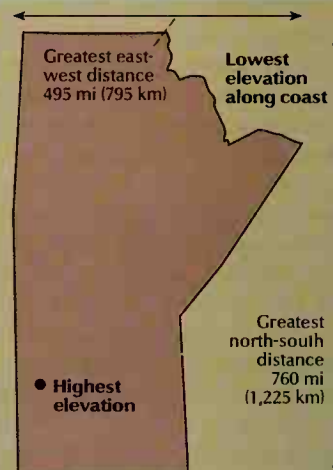 Greatest east-
west distance
495 mi (795 km)
Lowest
elevation
along coast
Greatest
north-south
distance
760 mi
(1,225 km)
Highest
elevation